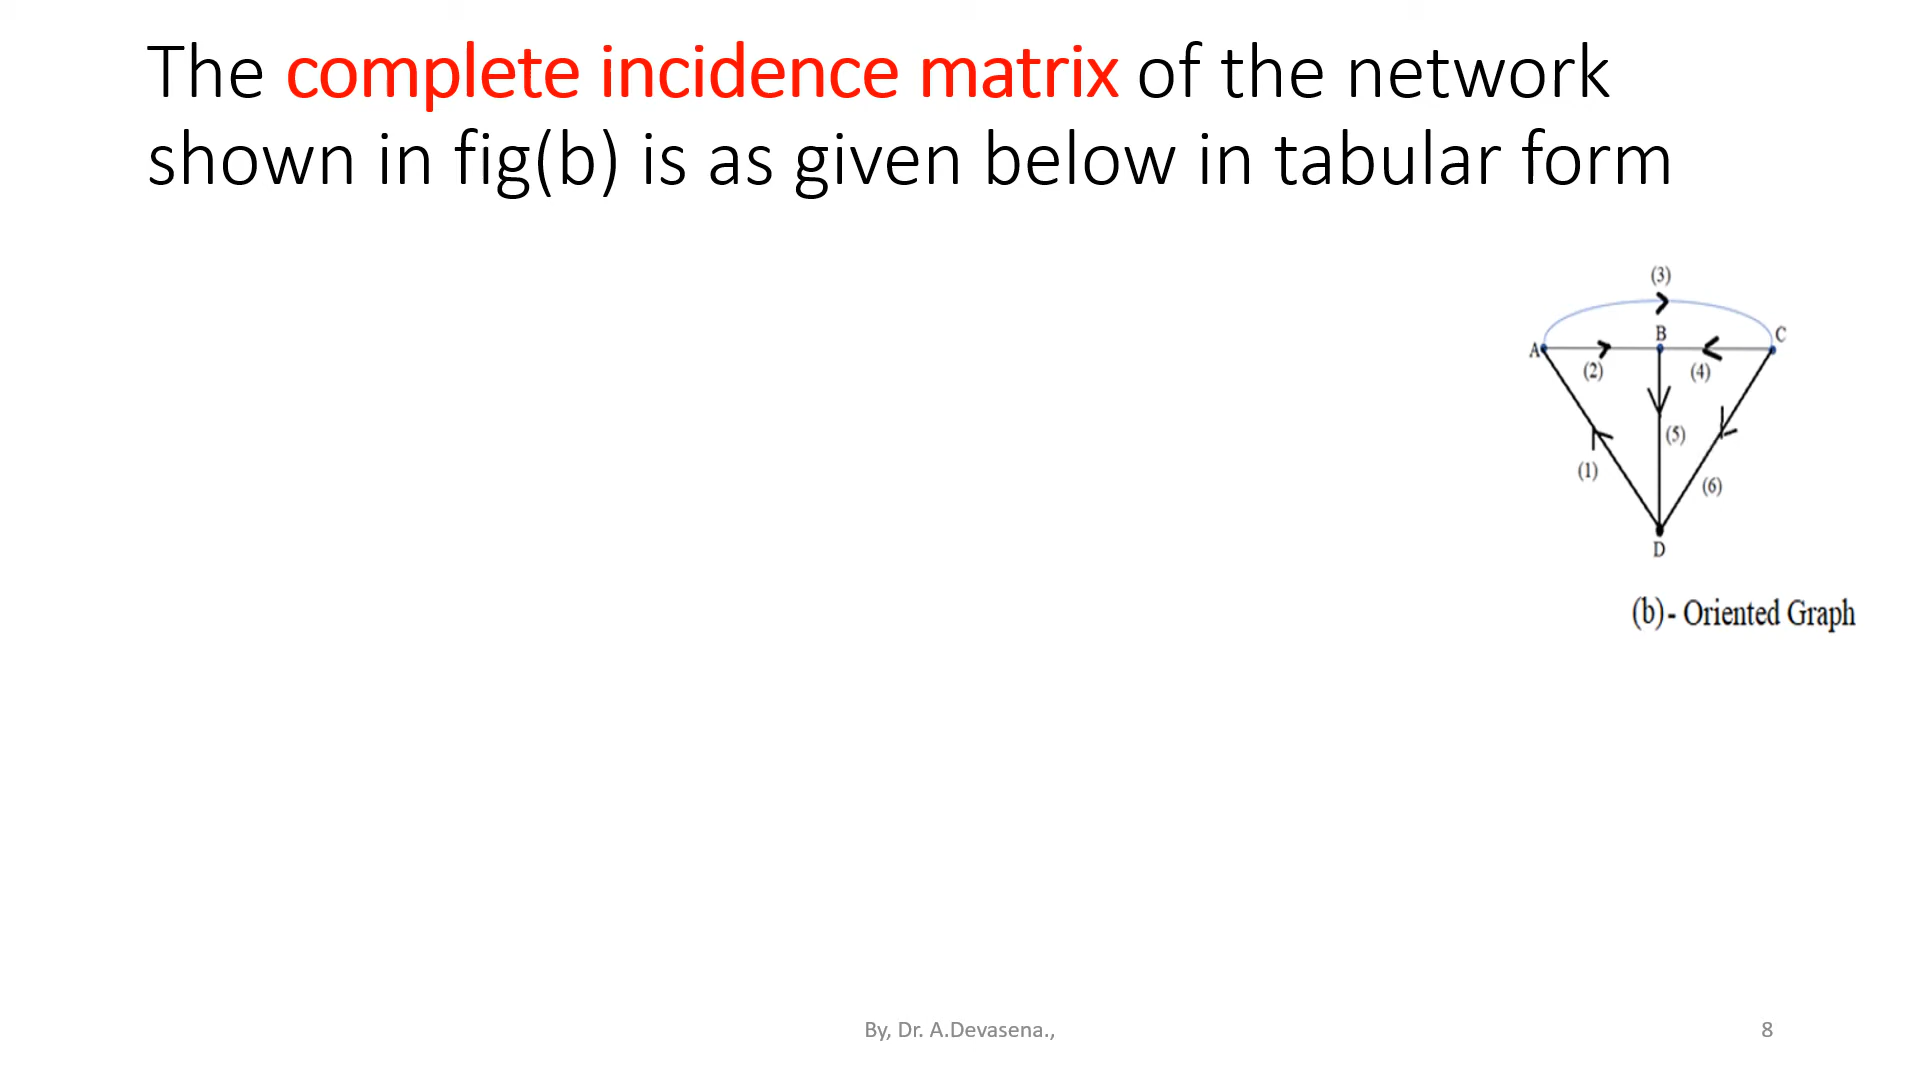 The complete incidence matrix of the network
shown in fig(b) is as given below in tabular form
(3)
B
C
A
(2)
(4)
(5)
(1)
(6)
D
(b)- Oriented Graph
By, Dr. A.Devasena.,
8